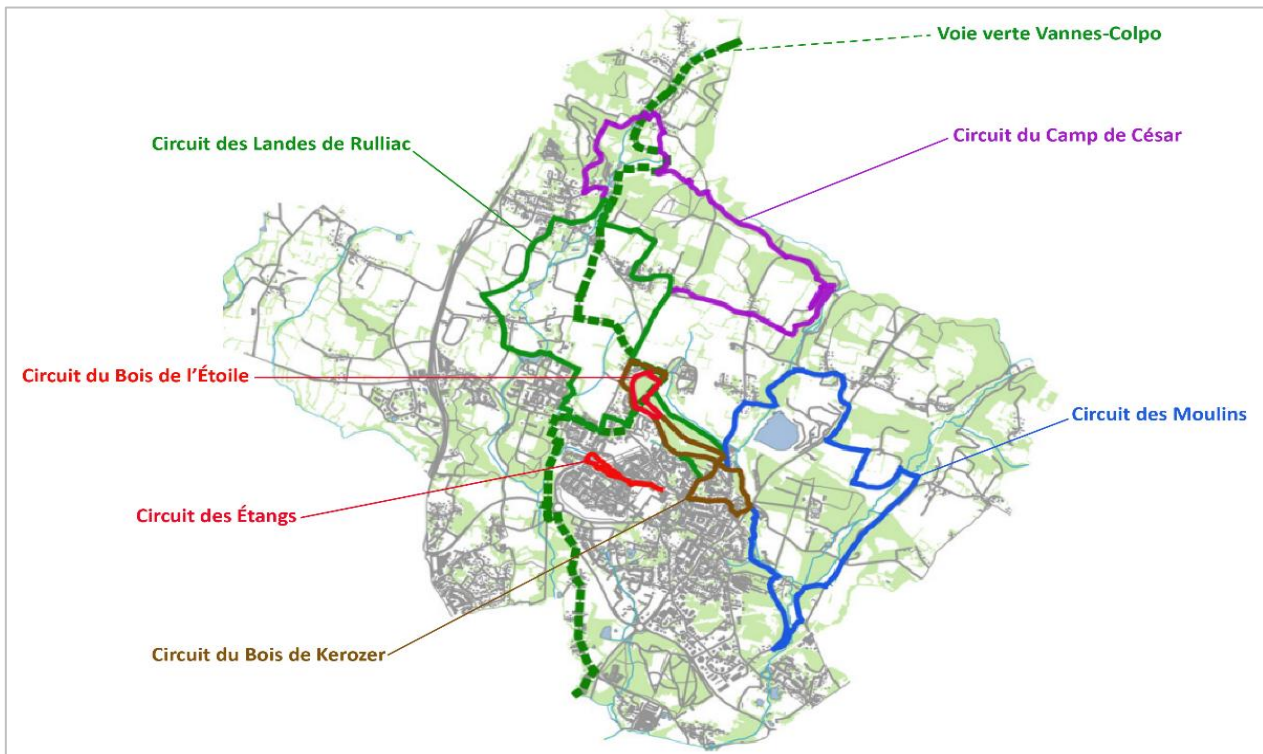 Voie verte Vannes-Colpo
Circuit des Landes de Rulliac
Circuit du Camp de César
Circuit du Bois de l’Étoile
Circuit des Moulins
Circuit des Étangs
Circuit du Bois de Kerozer